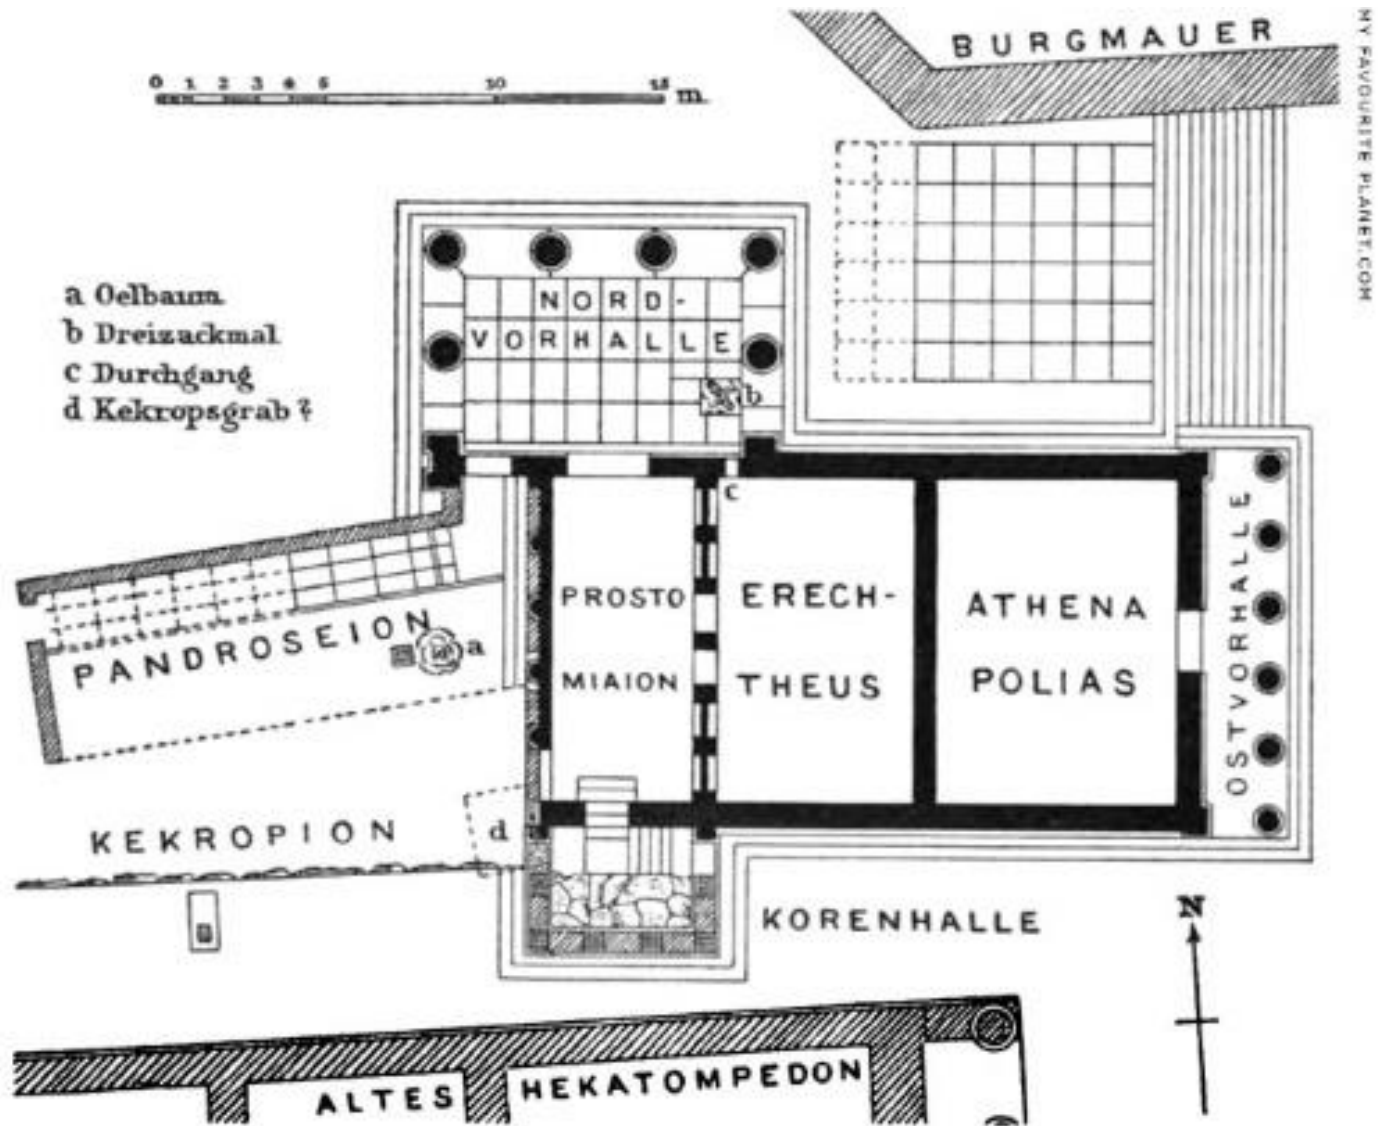 BURGMAUER
MY FAVOURITE PLANET.COM
0 1 2 3 4 5 10 15 m
a Oelbaum
b Dreizackmal
c Durchgang
d Kekropsgrab?
NORD-
VORHALLE
b
c
PROSTO
MIAION
ERECH-
THEUS
ATHENA
POLIAS
OSTVORHALLE
PANDROSEION
a
KEKROPION
d
KORENHALLE
N
ALTES HEKATOMPEDON